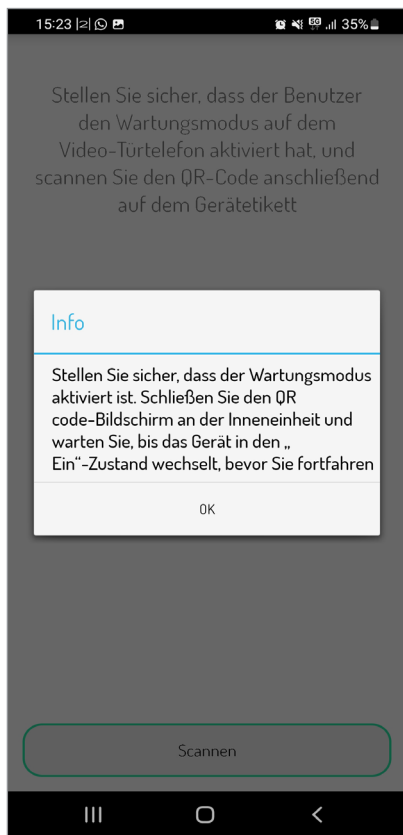 15:23 35%
Stellen Sie sicher, dass der Benutzer
den Wartungsmodus auf dem
Video-Türtelefon aktiviert hat, und
scannen Sie den QR-Code anschließend
auf dem Gerätetikett
Info
Stellen Sie sicher, dass der Wartungsmodus
aktiviert ist. Schließen Sie den QR
code-Bildschirm an der Inneneinheit und
warten Sie, bis das Gerät in den „
Ein“-Zustand wechselt, bevor Sie fortfahren
OK
Scannen